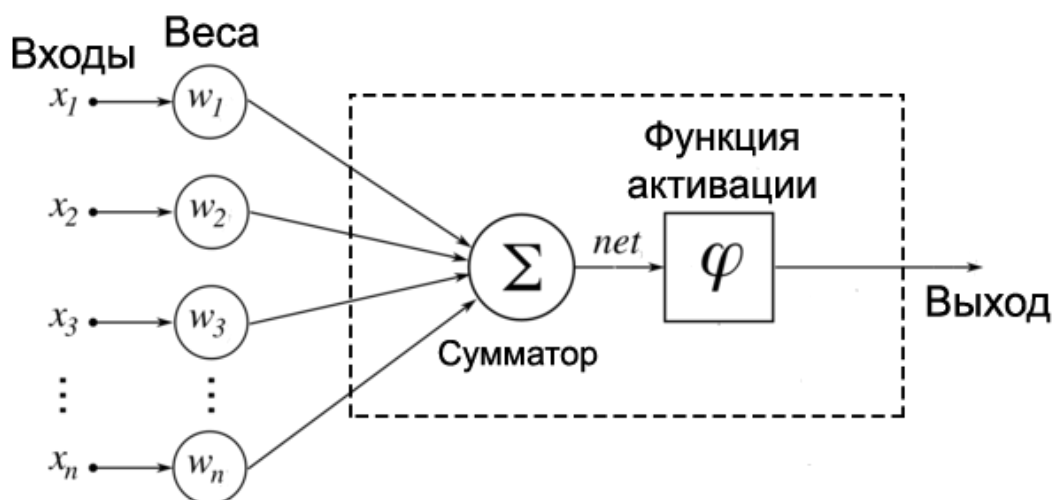 Входы
Веса
x1
w1
x2
w2
x3
w3
...
...
xn
wn
Σ
Сумматор
net
Функция
активации
φ
Выход